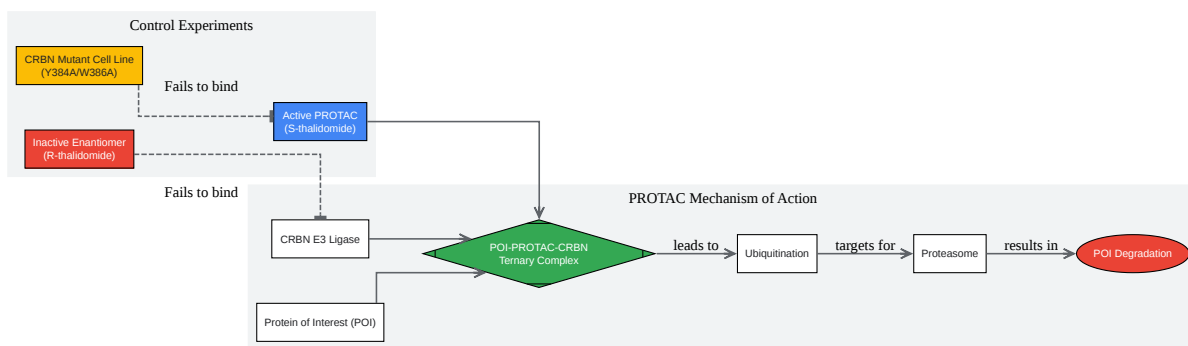 Control Experiments
CRBN Mutant Cell Line
(Y384A/W386A)
Fails to bind
Active PROTAC
(S-thalidomide)
Inactive Enantiomer
(R-thalidomide)
Fails to bind
PROTAC Mechanism of Action
CRBN E3 Ligase
POI-PROTAC-CRBN
Ternary Complex
leads to
Ubiquitination
targets for
Proteasome
results in
POI Degradation
Protein of Interest (POI)